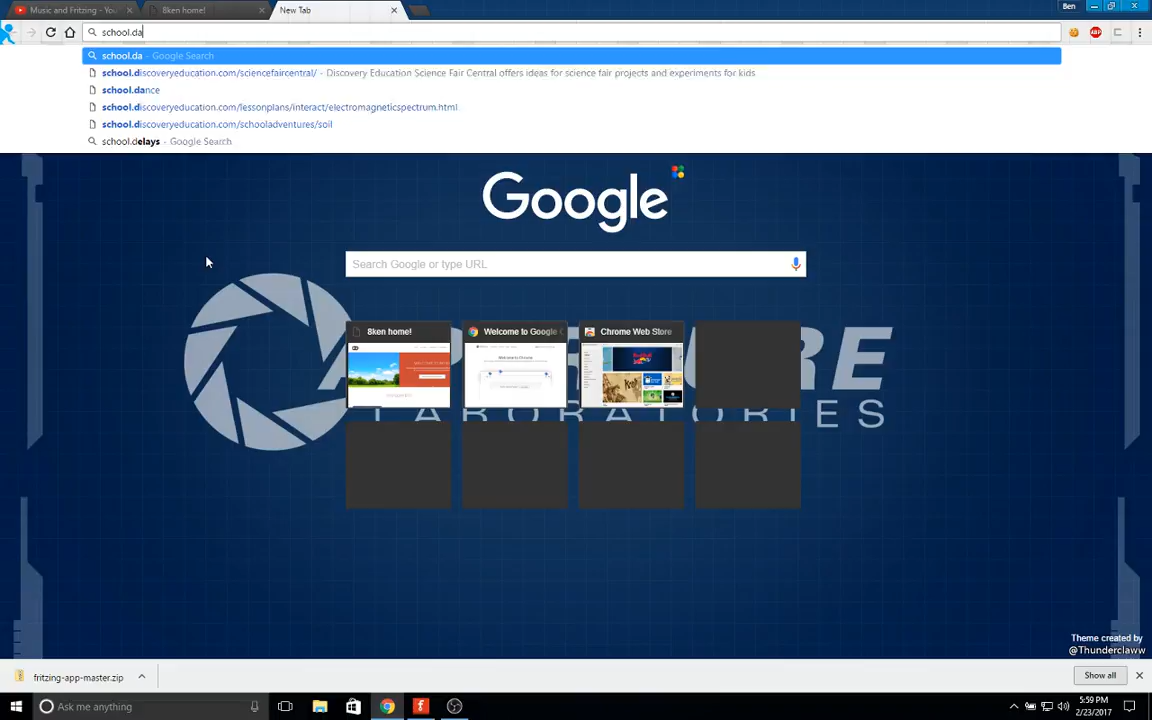 Music and Fritzing - Yo
8ken home!
New Tab
Ben
school.da
school.da - Google Search
school.discoveryeducation.com/sciencefaircentral/ - Discovery Education Science Fair Central offers ideas for science fair projects and experiments for kids
school.dance
school.discoveryeducation.com/lessonplans/interact/electromagneticspectrum.html
school.discoveryeducation.com/schooladventures/soil
school.delays - Google Search
Google
Search Google or type URL
8ken home!
Welcome to Google C
Chrome Web Store
LABORATORIES
Theme created by
@Thunderclaww
fritzing-app-master.zip
Show all
Ask me anything
5:59 PM
2/23/2017